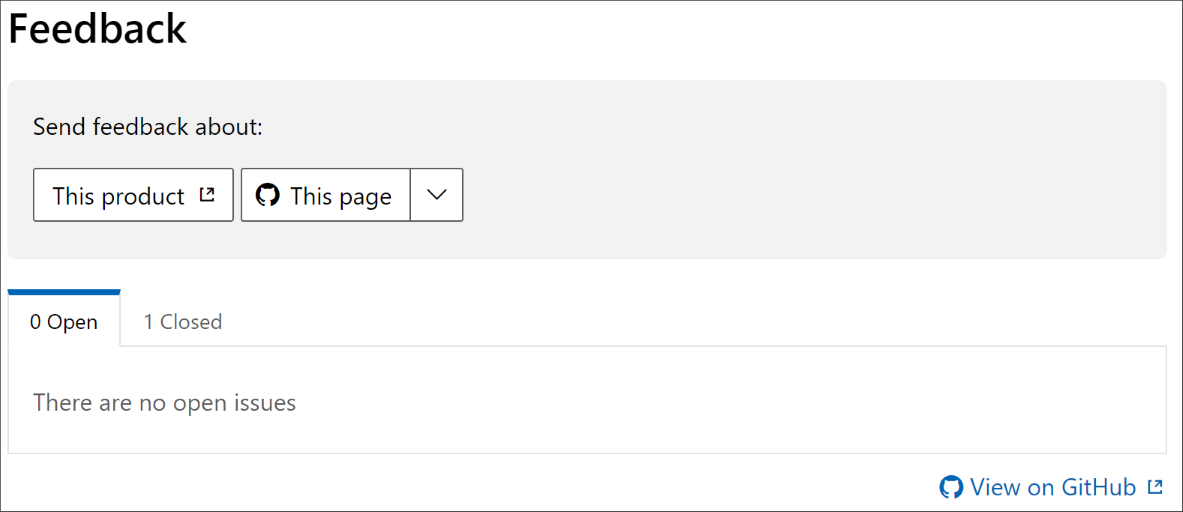 Feedback
Send feedback about:
This product
This page
0 Open
1 Closed
There are no open issues
View on GitHub